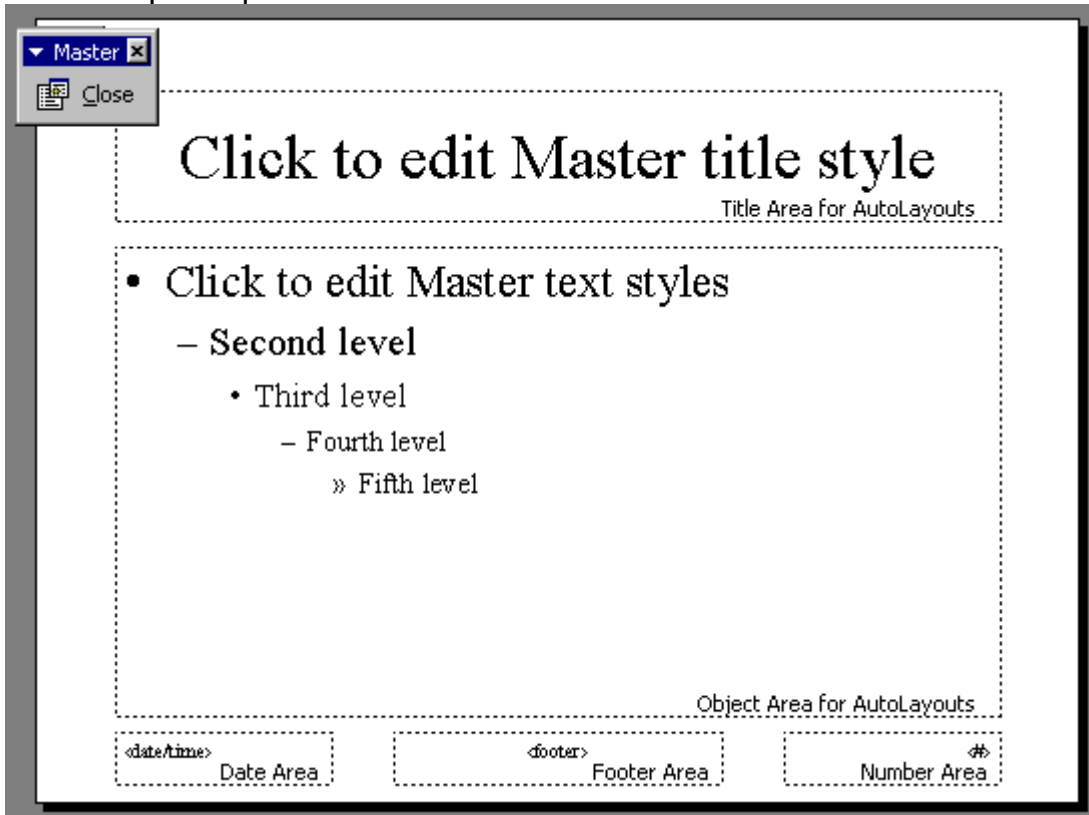 Master
Close
Click to edit Master title style
Title Area for AutoLayouts
• Click to edit Master text styles
– Second level
• Third level
– Fourth level
» Fifth level
Object Area for AutoLayouts
<date/time>
Date Area
<footer>
Footer Area
<#>
Number Area